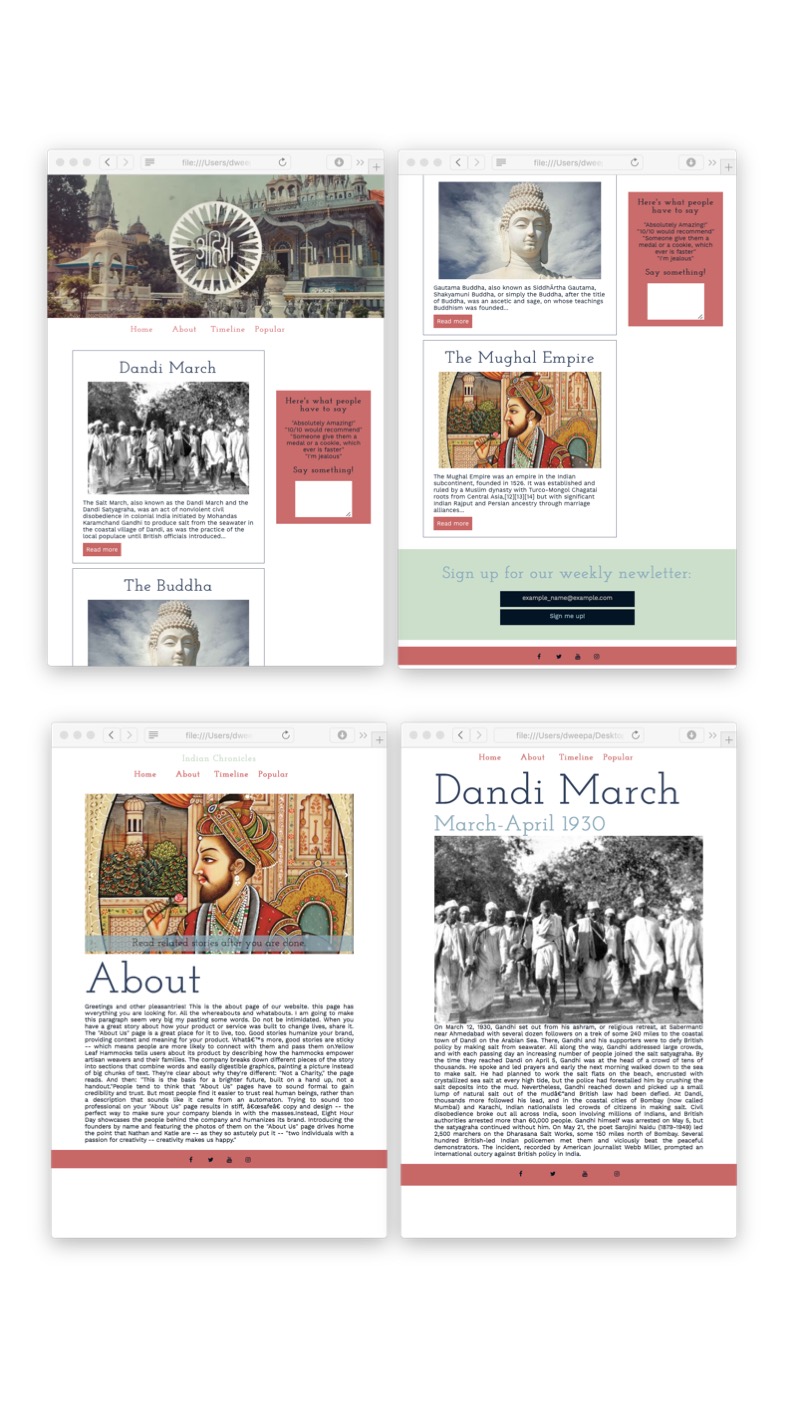 file:///Users/dwee
अहिंसा
Home About Timeline Popular
Dandi March
The Salt March, also known as the Dandi March and the
Dandi Satyagraha, was an act of nonviolent civil
disobedience in colonial India initiated by Mohandas
Karamchand Gandhi to produce salt from the seawater in
the coastal village of Dandi, as was the practice of the
local populace until British officials introduced...
Read more
The Buddha
Here's what people
have to say
"Absolutely Amazing!"
"10/10 would recommend"
"Someone give them a
medal or a cookie, which
ever is faster"
"I'm jealous"
Say something!
file:///Users/dwee
Gautama Buddha, also known as SiddhÃrtha Gautama,
Shakyamuni Buddha, or simply the Buddha, after the title
of Buddha, was an ascetic and sage, on whose teachings
Buddhism was founded...
Read more
The Mughal Empire
The Mughal Empire was an empire in the Indian
subcontinent, founded in 1526. It was established and
ruled by a Muslim dynasty with Turco-Mongol Chagatai
roots from Central Asia,[12][13][14] but with significant
Indian Rajput and Persian ancestry through marriage
alliances...
Read more
Here's what people
have to say
"Absolutely Amazing!"
"10/10 would recommend"
"Someone give them a
medal or a cookie, which
ever is faster"
"I'm jealous"
Say something!
Sign up for our weekly newletter:
example_name@example.com
Sign me up!
file:///Users/dwee
Indian Chronicles
Home About Timeline Popular
Read related stories after you are done.
About
Greetings and other pleasantries! This is the about page of our website. this page has
wverything you are looking for. All the whereabouts and whatabouts. I am going to make
this paragraph seem very big my pasting some words. Do not be intimidated. When you
have a great story about how your product or service was built to change lives, share it.
The "About Us" page is a great place for it to live, too. Good stories humanize your brand,
providing context and meaning for your product. Whatâ€™s more, good stories are sticky
-- which means people are more likely to connect with them and pass them on.Yellow
Leaf Hammocks tells users about its product by describing how the hammocks empower
artisan weavers and their families. The company breaks down different pieces of the story
into sections that combine words and easily digestible graphics, painting a picture instead
of big chunks of text. They're clear about why they're different: "Not a Charity," the page
reads. And then: "This is the basis for a brighter future, built on a hand up, not a
handout."People tend to think that "About Us" pages have to sound formal to gain
credibility and trust. But most people find it easier to trust real human beings, rather than
a description that sounds like it came from an automaton. Trying to sound too
professional on your "About Us" page results in stiff, â€œsafeâ€ copy and design -- the
perfect way to make sure your company blends in with the masses.Instead, Eight Hour
Day showcases the people behind the company and humanizes its brand. Introducing the
founders by name and featuring the photos of them on the "About Us" page drives home
the point that Nathan and Katie are -- as they so astutely put it -- "two individuals with a
passion for creativity -- creativity makes us happy."
file:///Users/dweepa/Deskto
Home About Timeline Popular
Dandi March
March-April 1930
On March 12, 1930, Gandhi set out from his ashram, or religious retreat, at Sabermanti
near Ahmedabad with several dozen followers on a trek of some 240 miles to the coastal
town of Dandi on the Arabian Sea. There, Gandhi and his supporters were to defy British
policy by making salt from seawater. All along the way, Gandhi addressed large crowds,
and with each passing day an increasing number of people joined the salt satyagraha. By
the time they reached Dandi on April 5, Gandhi was at the head of a crowd of tens of
thousands. He spoke and led prayers and early the next morning walked down to the sea
to make salt. He had planned to work the salt flats on the beach, encrusted with
crystallized sea salt at every high tide, but the police had forestalled him by crushing the
salt deposits into the mud. Nevertheless, Gandhi reached down and picked up a small
lump of natural salt out of the mudâ€"and British law had been defied. At Dandi,
thousands more followed his lead, and in the coastal cities of Bombay (now called
Mumbai) and Karachi, Indian nationalists led crowds of citizens in making salt. Civil
disobedience broke out all across India, soon involving millions of Indians, and British
authorities arrested more than 60,000 people. Gandhi himself was arrested on May 5, but
the satyagraha continued without him. On May 21, the poet Sarojini Naidu (1879–1949) led
2,500 marchers on the Dharasana Salt Works, some 150 miles north of Bombay. Several
hundred British-led Indian policemen met them and viciously beat the peaceful
demonstrators. The incident, recorded by American journalist Webb Miller, prompted an
international outcry against British policy in India.